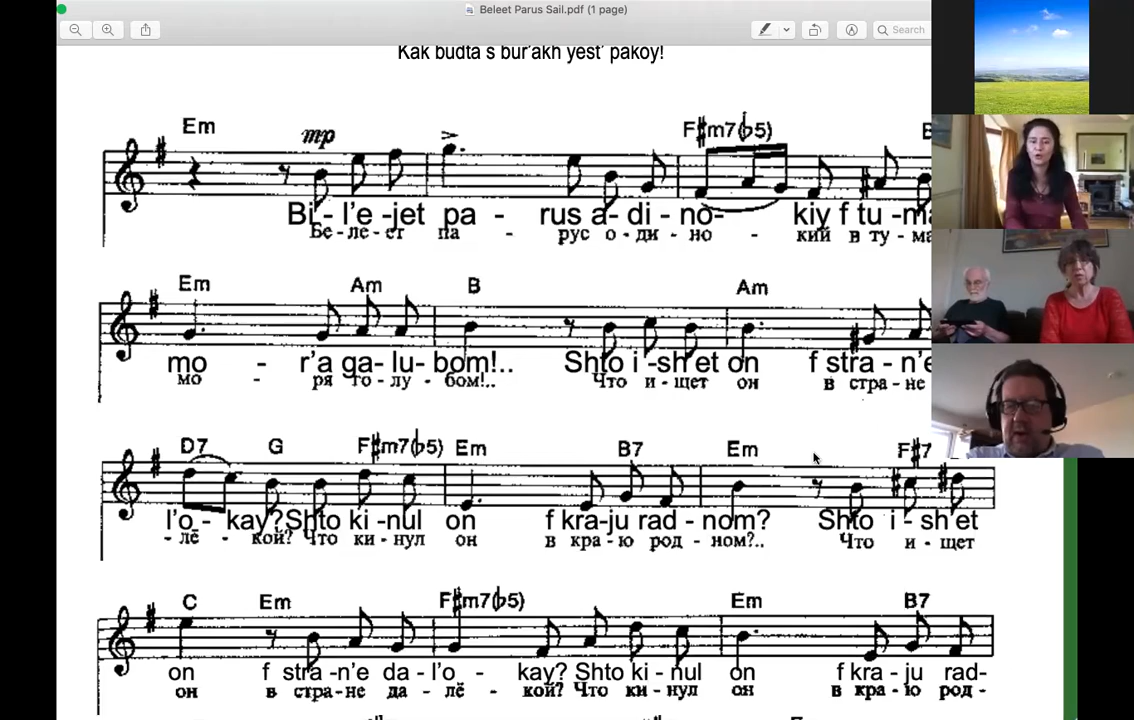 Beleet Parus Sail.pdf (1 page)
Search
Kak budta s bur'akh yest' pakoy!
Em mp F#m7(b5) B
Bi - l'e -jet pa - rus a- di - no- kiy f tu -ma
Бе-ле-ет па - рус о-ди-но - кий в ту-ма
Em Am B Am
mo - r'a ga- lu- bom!.. Shto i -sh'et on f stra - n'e
мо - ря го-лу-бом!.. Что и-щет он в стра-не
D7 G F#m7(b5) Em B7 Em F#7
l'o - kay? Shto ki - nul on f kra-ju rad - nom? Shto i - sh'et
- лё - кой? Что ки-нул он в кра-ю род-ном?.. Что и-щет
C Em F#m7(b5) Em B7
on f stra - n'e da - l'o - kay? Shto ki - nul on f kra - ju rad-
он в стра-не да-лё - кой? Что ки-нул он в кра-ю род-